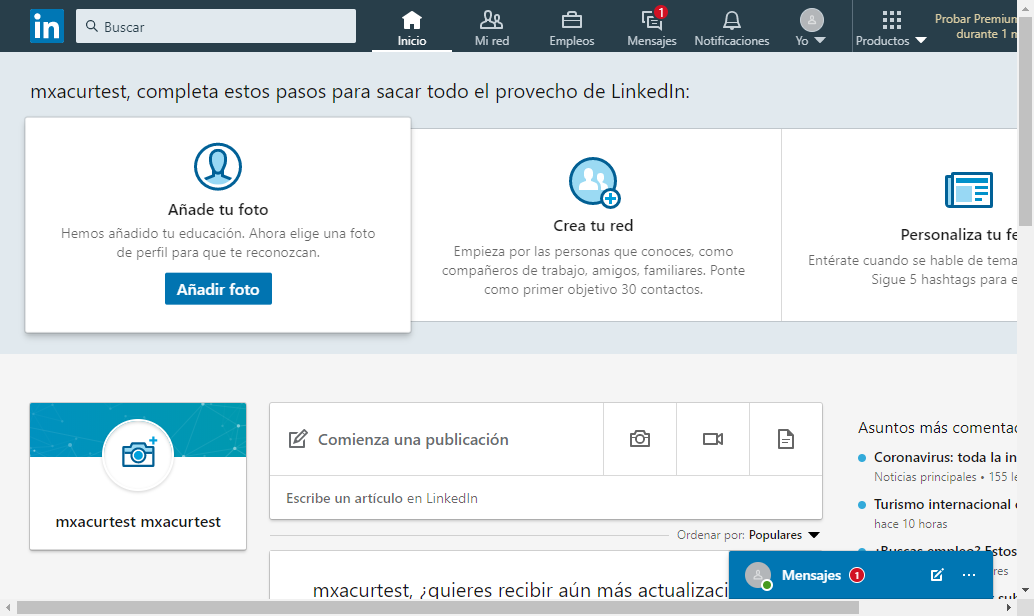 in
Buscar
Inicio
Mi red
Empleos
1
Mensajes
Notificaciones
Yo
Productos
Probar Premium
durante 1 m
mxacurtest, completa estos pasos para sacar todo el provecho de LinkedIn:
Añade tu foto
Hemos añadido tu educación. Ahora elige una foto
de perfil para que te reconozcan.
Añadir foto
Crea tu red
Empieza por las personas que conoces, como
compañeros de trabajo, amigos, familiares. Ponte
como primer objetivo 30 contactos.
Personaliza tu fe
Entérate cuando se hable de tema
Sigue 5 hashtags para e
mxacurtest mxacurtest
Comienza una publicación
Escribe un artículo en LinkedIn
Ordenar por: Populares
mxacurtest, ¿quieres recibir aún más actualizaci
Asuntos más comentad
Coronavirus: toda la in
Noticias principales • 155 le
Turismo internacional
hace 10 horas
¿Buscas empleo? Estos
res
sub
Mensajes 1